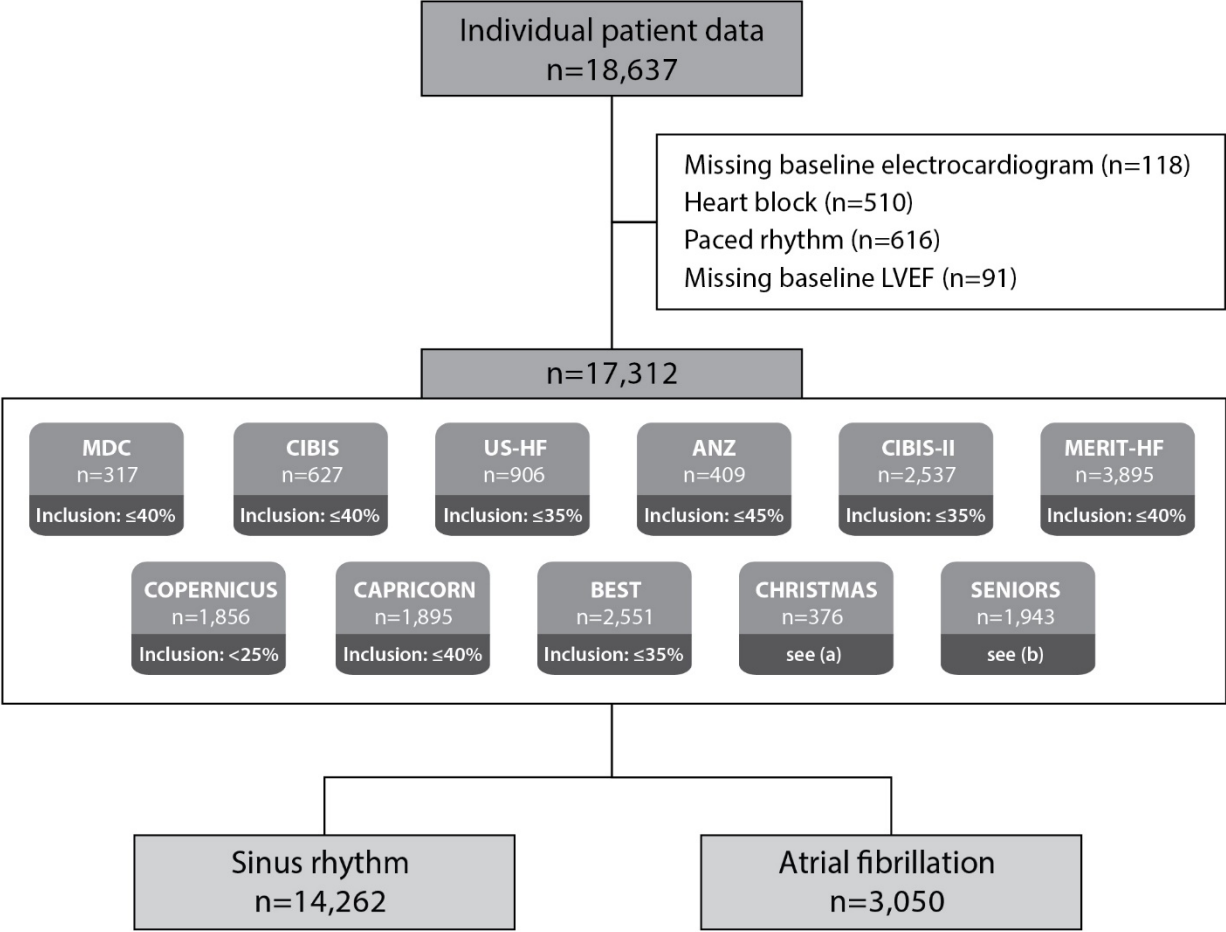 Individual patient data
n=18,637
Missing baseline electrocardiogram (n=118)
Heart block (n=510)
Paced rhythm (n=616)
Missing baseline LVEF (n=91)
n=17,312
MDC
n=317
Inclusion: ≤40%
CIBIS
n=627
Inclusion: ≤40%
US-HF
n=906
Inclusion: ≤35%
ANZ
n=409
Inclusion: ≤45%
CIBIS-II
n=2,537
Inclusion: ≤35%
MERIT-HF
n=3,895
Inclusion: ≤40%
COPERNICUS
n=1,856
Inclusion: <25%
CAPRICORN
n=1,895
Inclusion: ≤40%
BEST
n=2,551
Inclusion: ≤35%
CHRISTMAS
n=376
see (a)
SENIORS
n=1,943
see (b)
Sinus rhythm
n=14,262
Atrial fibrillation
n=3,050